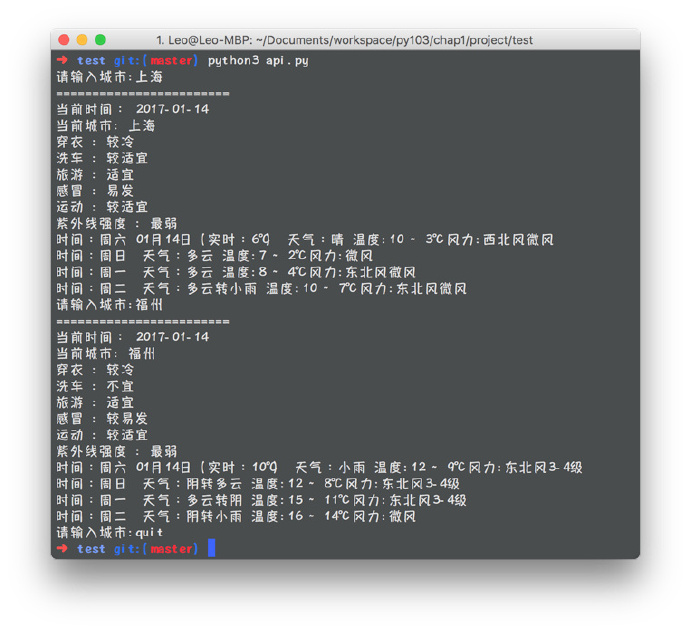 1. Leo@Leo-MBP: ~/Documents/workspace/py103/chap1/project/test
➜ test git:(master) python3 api.py
请输入城市:上海
========================
当前时间: 2017-01-14
当前城市: 上海
穿衣 : 较冷
洗车 : 较适宜
旅游 : 适宜
感冒 : 易发
运动 : 较适宜
紫外线强度 : 最弱
时间:周六 01月14日 (实时:6℃) 天气:晴 温度:10 ~ 3℃ 风力:西北风微风
时间:周日 天气:多云 温度:7 ~ 2℃ 风力:微风
时间:周一 天气:多云 温度:8 ~ 4℃ 风力:东北风微风
时间:周二 天气:多云转小雨 温度:10 ~ 7℃ 风力:东北风微风
请输入城市:福州
========================
当前时间: 2017-01-14
当前城市: 福州
穿衣 : 较冷
洗车 : 不宜
旅游 : 适宜
感冒 : 较易发
运动 : 较适宜
紫外线强度 : 最弱
时间:周六 01月14日 (实时:10℃) 天气:小雨 温度:12 ~ 9℃ 风力:东北风3-4级
时间:周日 天气:阴转多云 温度:12 ~ 8℃ 风力:东北风3-4级
时间:周一 天气:多云转阴 温度:15 ~ 11℃ 风力:东北风3-4级
时间:周二 天气:阴转小雨 温度:16 ~ 14℃ 风力:微风
请输入城市:quit
➜ test git:(master)